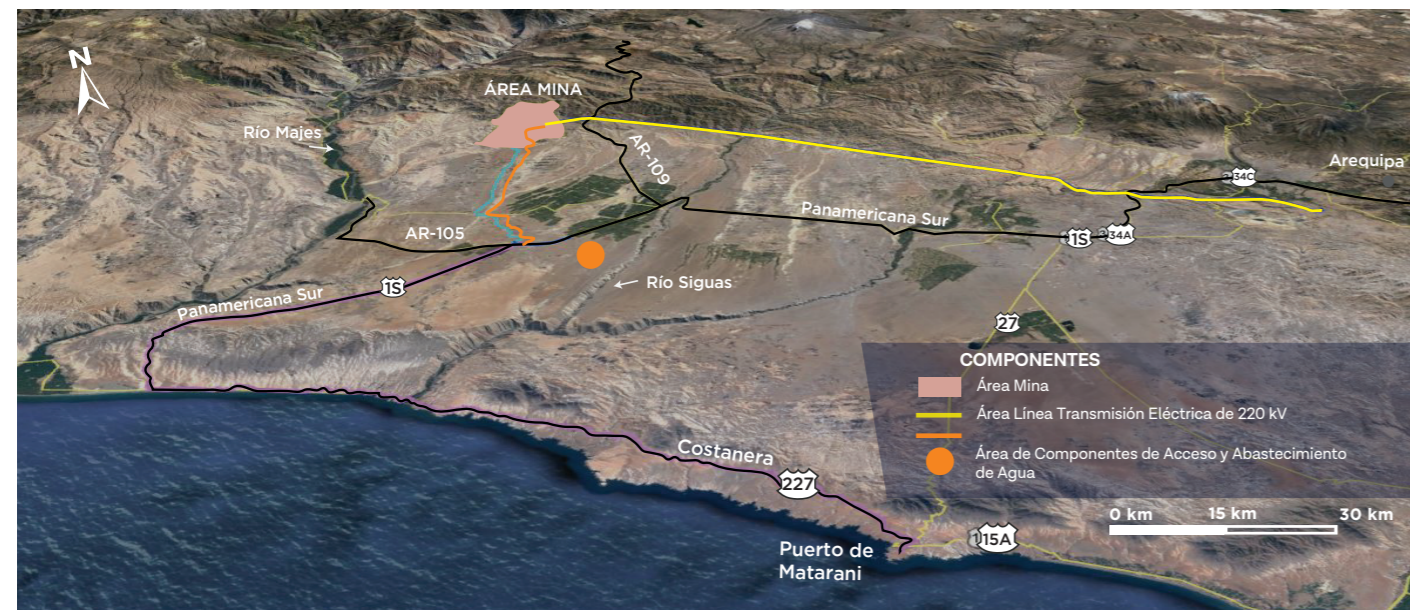 N
ÁREA MINA
Río Majes
AR-109
Arequipa
34C
AR-105
Panamericana Sur
1S
34A
Río Siguas
Panamericana Sur
1S
27
COMPONENTES
Área Mina
Área Línea Transmisión Eléctrica de 220 kV
Área de Componentes de Acceso y Abastecimiento
de Agua
Costanera
227
0 km 15 km 30 km
115A
Puerto de
Matarani